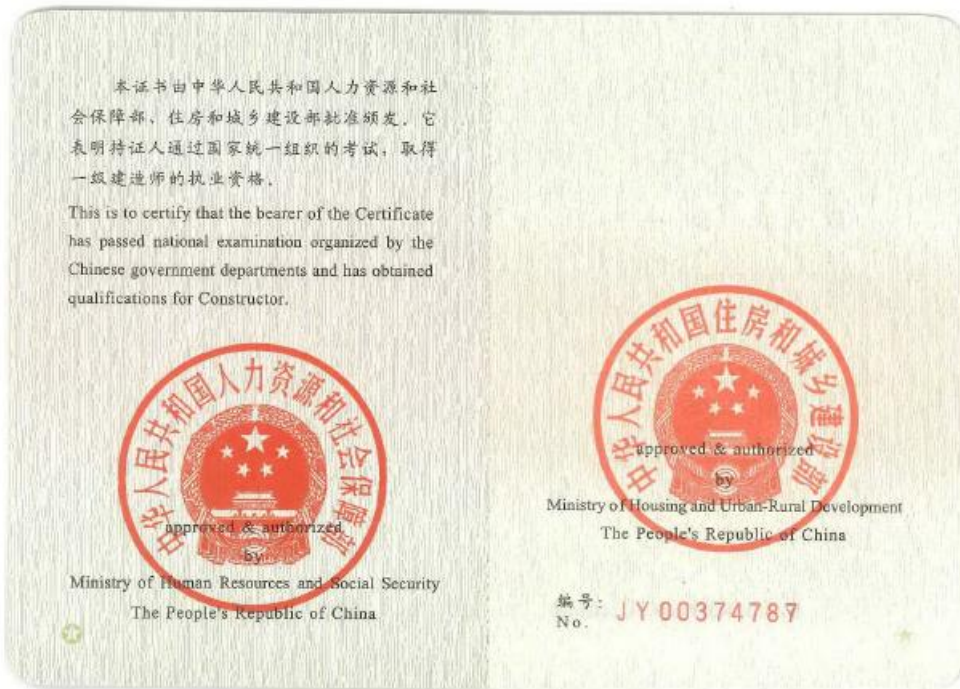 本证书由中华人民共和国人力资源和社
会保障部、住房和城乡建设部批准颁发。它
表明持证人通过国家统一组织的考试，取得
一级建造师的执业资格。
This is to certify that the bearer of the Certificate
has passed national examination organized by the
Chinese government departments and has obtained
qualifications for Constructor.
中华人民共和国人力资源和社会保障部
approved & authorized
by
Ministry of Human Resources and Social Security
The People's Republic of China
中华人民共和国住房和城乡建设部
approved & authorized
by
Ministry of Housing and Urban-Rural Development
The People's Republic of China
编号：
No. JY00374787